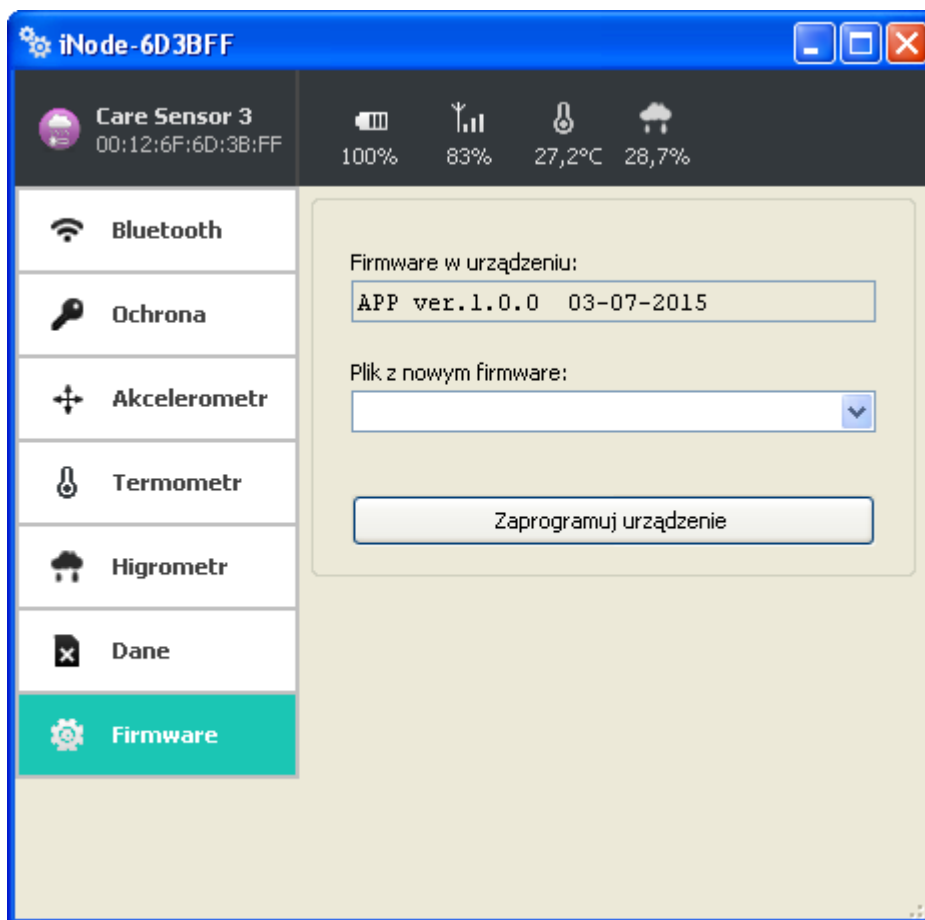 iNode-6D3BFF
Care Sensor 3
00:12:6F:6D:3B:FF
100% 83% 27,2°C 28,7%
Bluetooth
Ochrona
Akcelerometr
Termometr
Higrometr
Dane
Firmware
Firmware w urządzeniu:
APP ver.1.0.0 03-07-2015
Plik z nowym firmware:
Zaprogramuj urządzenie